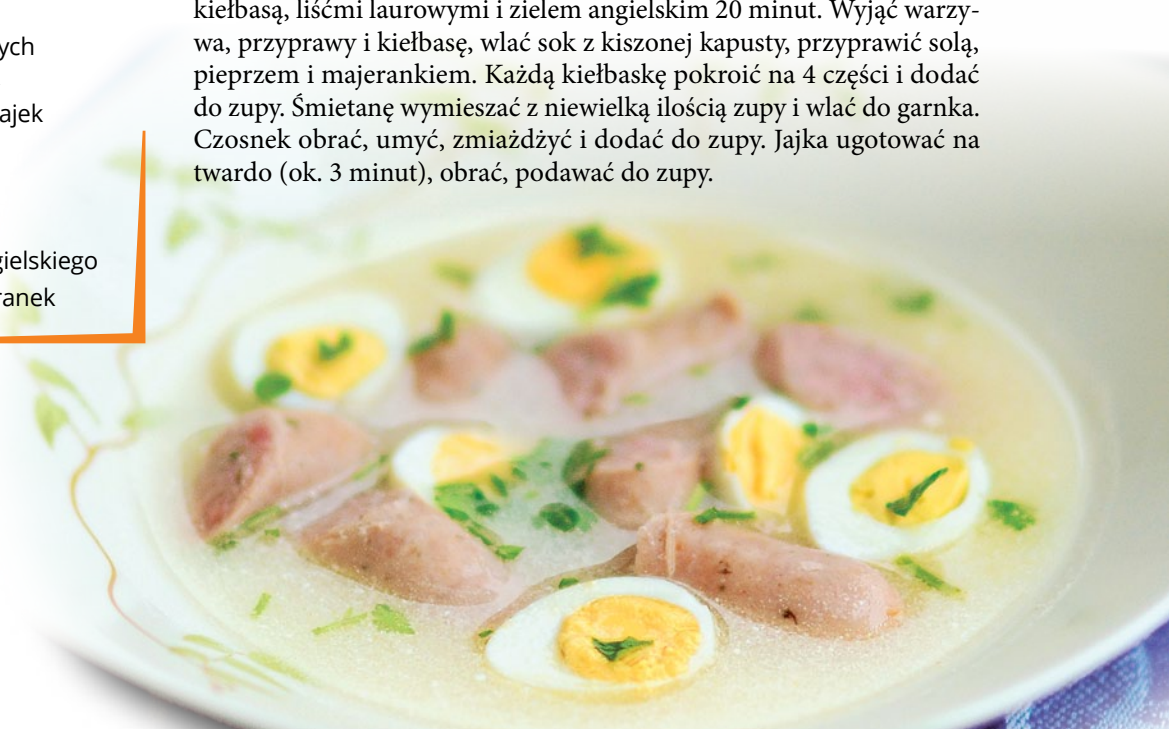 ych
ajek
gielskiego
ranek
kiełbasą, liśćmi laurowymi i zielem angielskim 20 minut. Wyjąć warzy-
wa, przyprawy i kiełbasę, wlać sok z kiszonej kapusty, przyprawić solą,
pieprzem i majerankiem. Każdą kiełbaskę pokroić na 4 części i dodać
do zupy. Śmietanę wymieszać z niewielką ilością zupy i wlać do garnka.
Czosnek obrać, umyć, zmiażdżyć i dodać do zupy. Jajka ugotować na
twardo (ok. 3 minut), obrać, podawać do zupy.